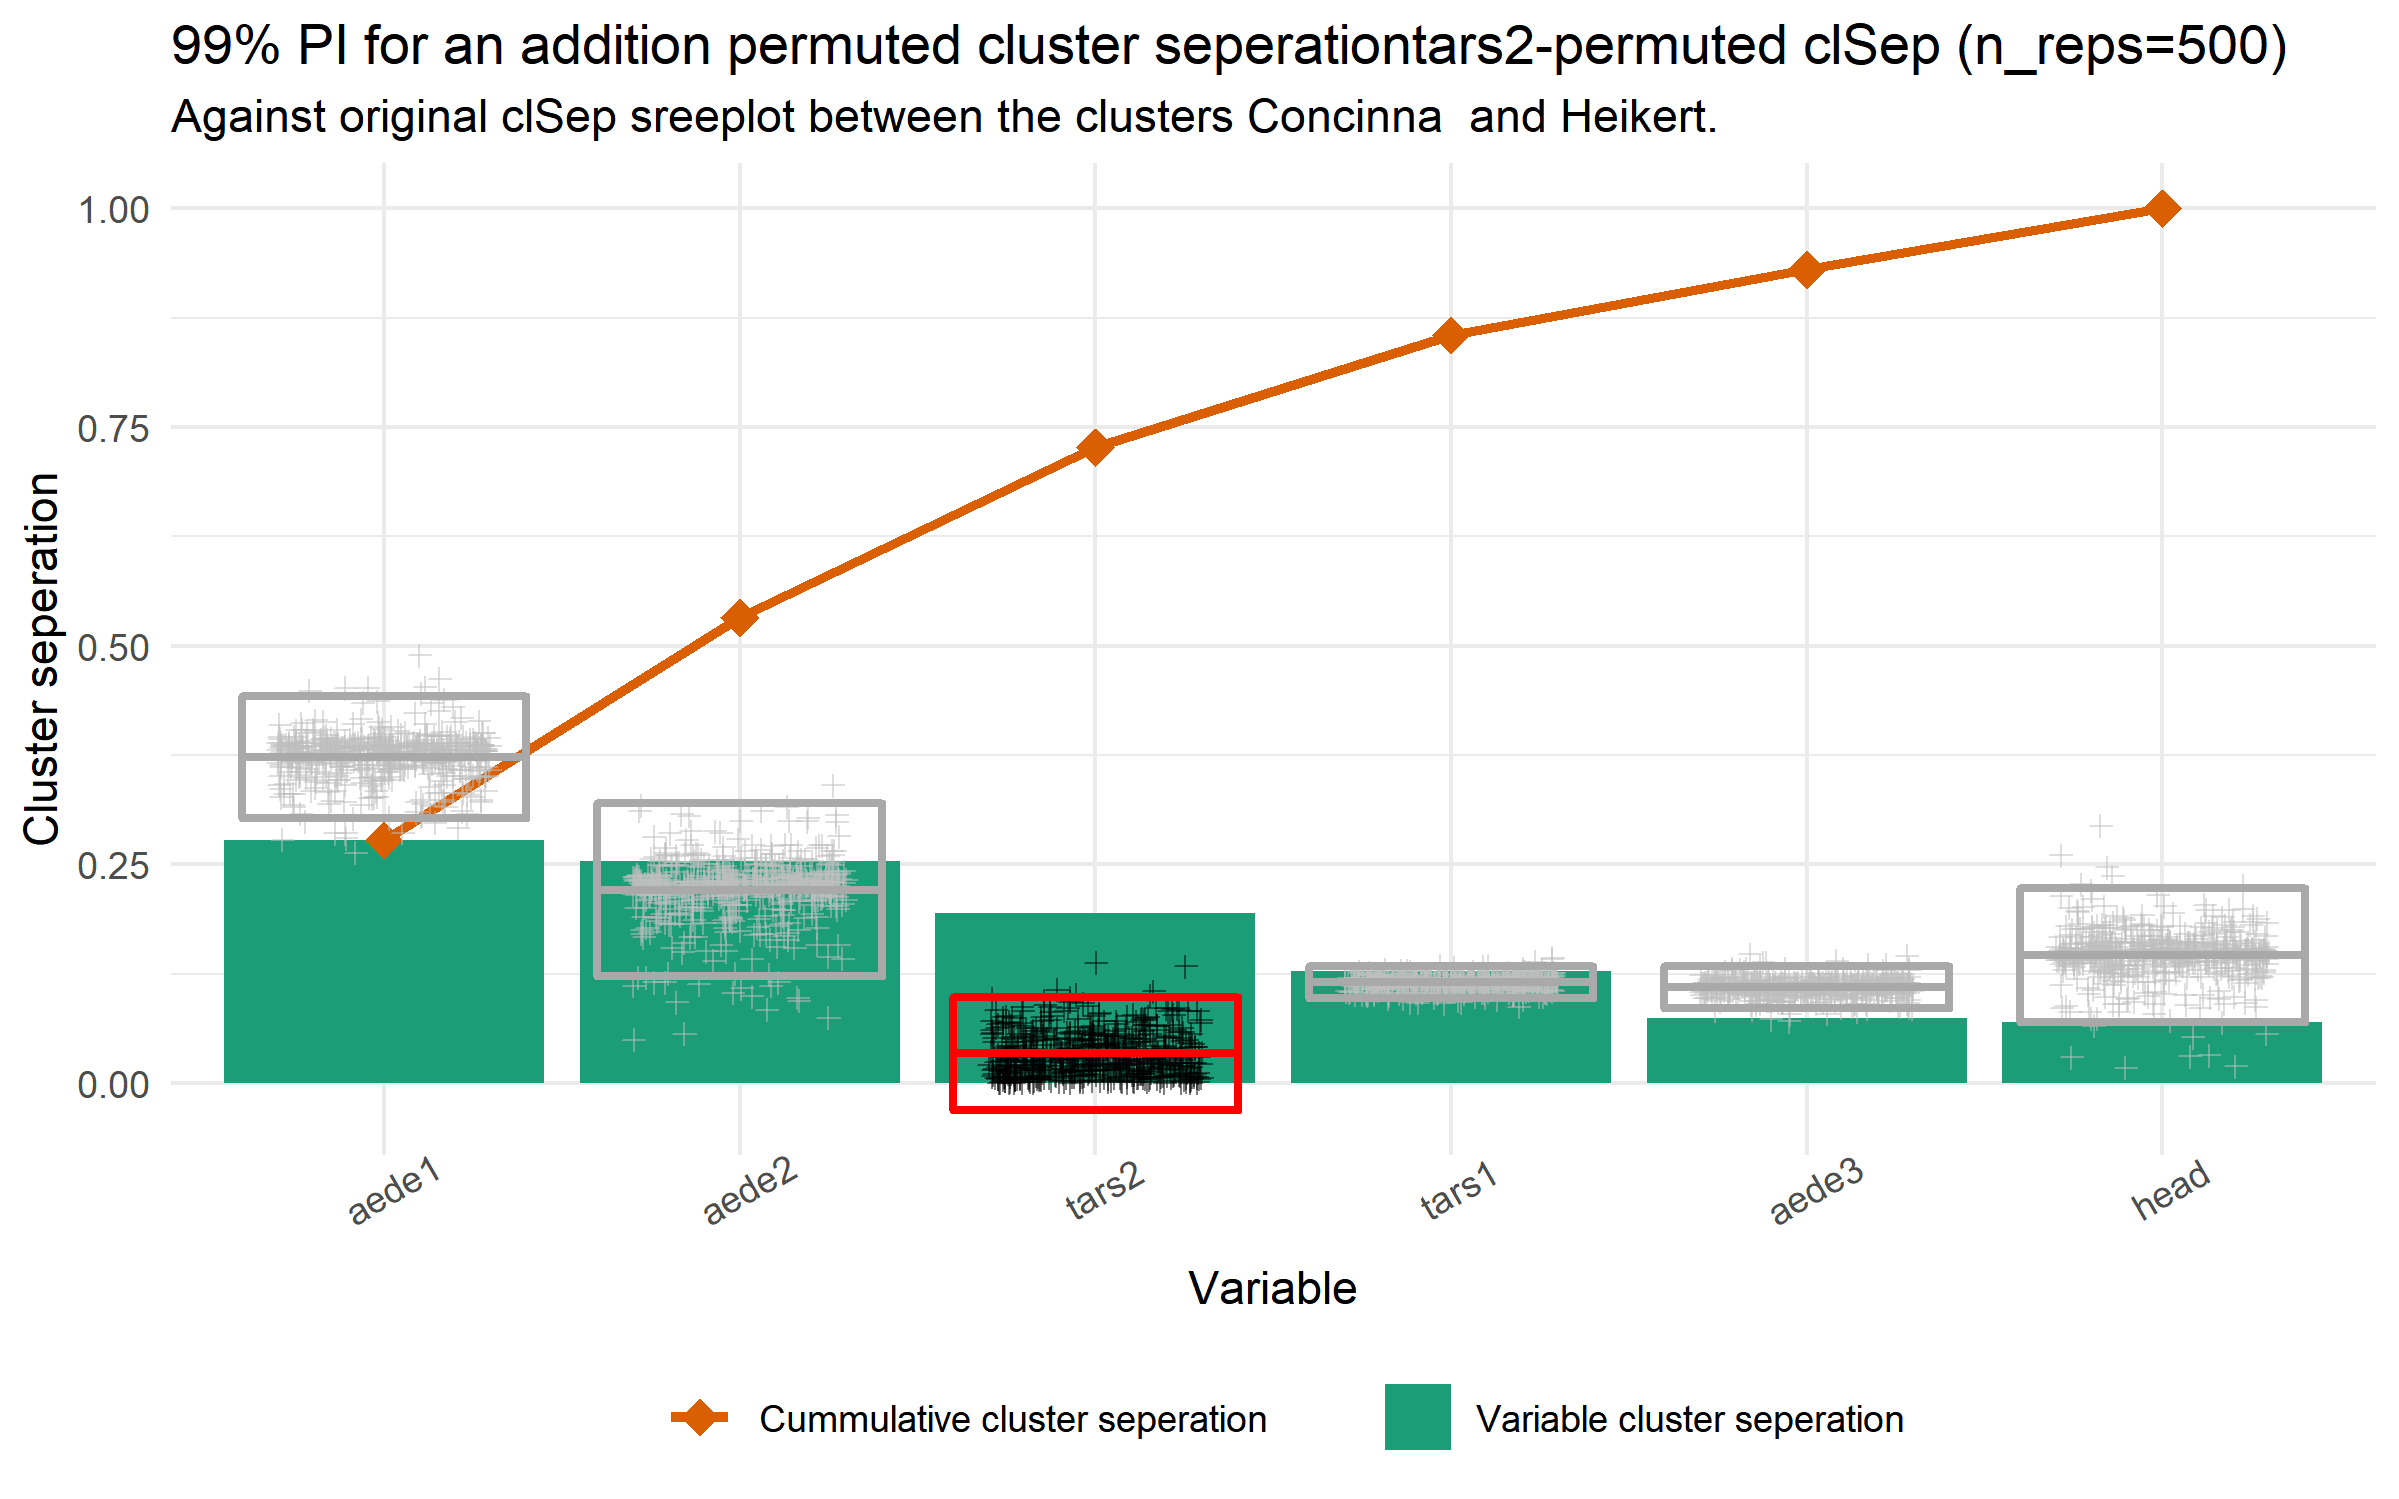 99% PI for an addition permuted cluster seperationtars2-permuted clSep (n_reps=500)
Against original clSep sreeplot between the clusters Concinna  and Heikert.
Cluster seperation
1.00
0.75
0.50
0.25
0.00
aede1
aede2
tars2
tars1
aede3
head
Variable
Cummulative cluster seperation
Variable cluster seperation